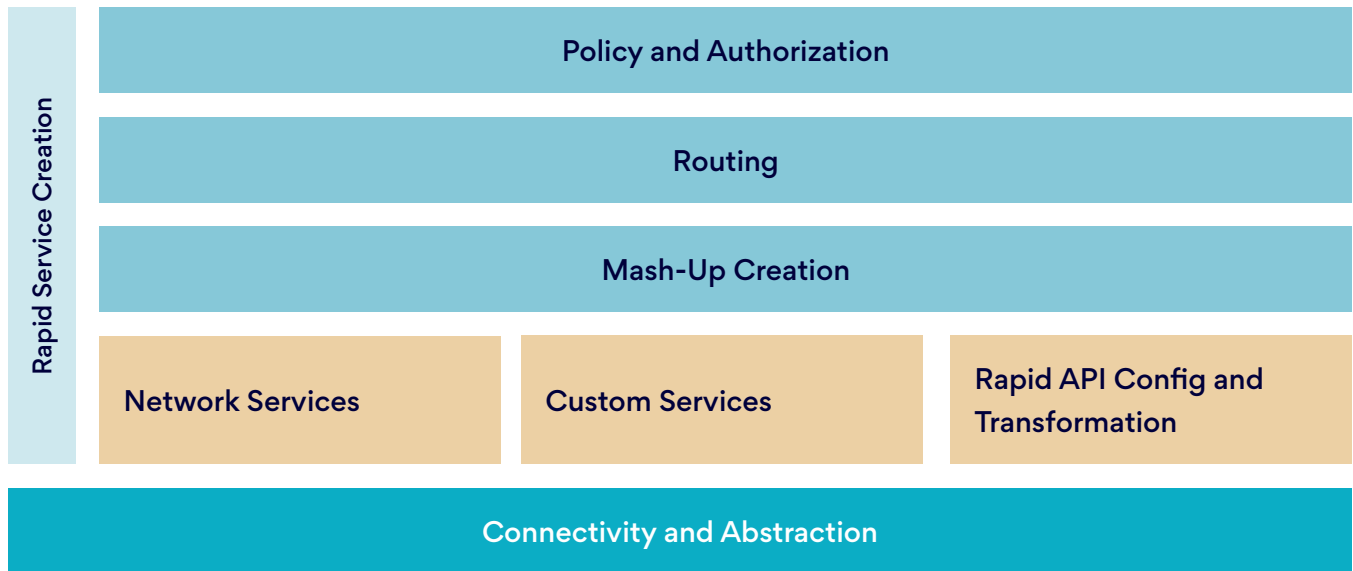 Rapid Service Creation
Policy and Authorization
Routing
Mash-Up Creation
Network Services
Custom Services
Rapid API Config and
Transformation
Connectivity and Abstraction